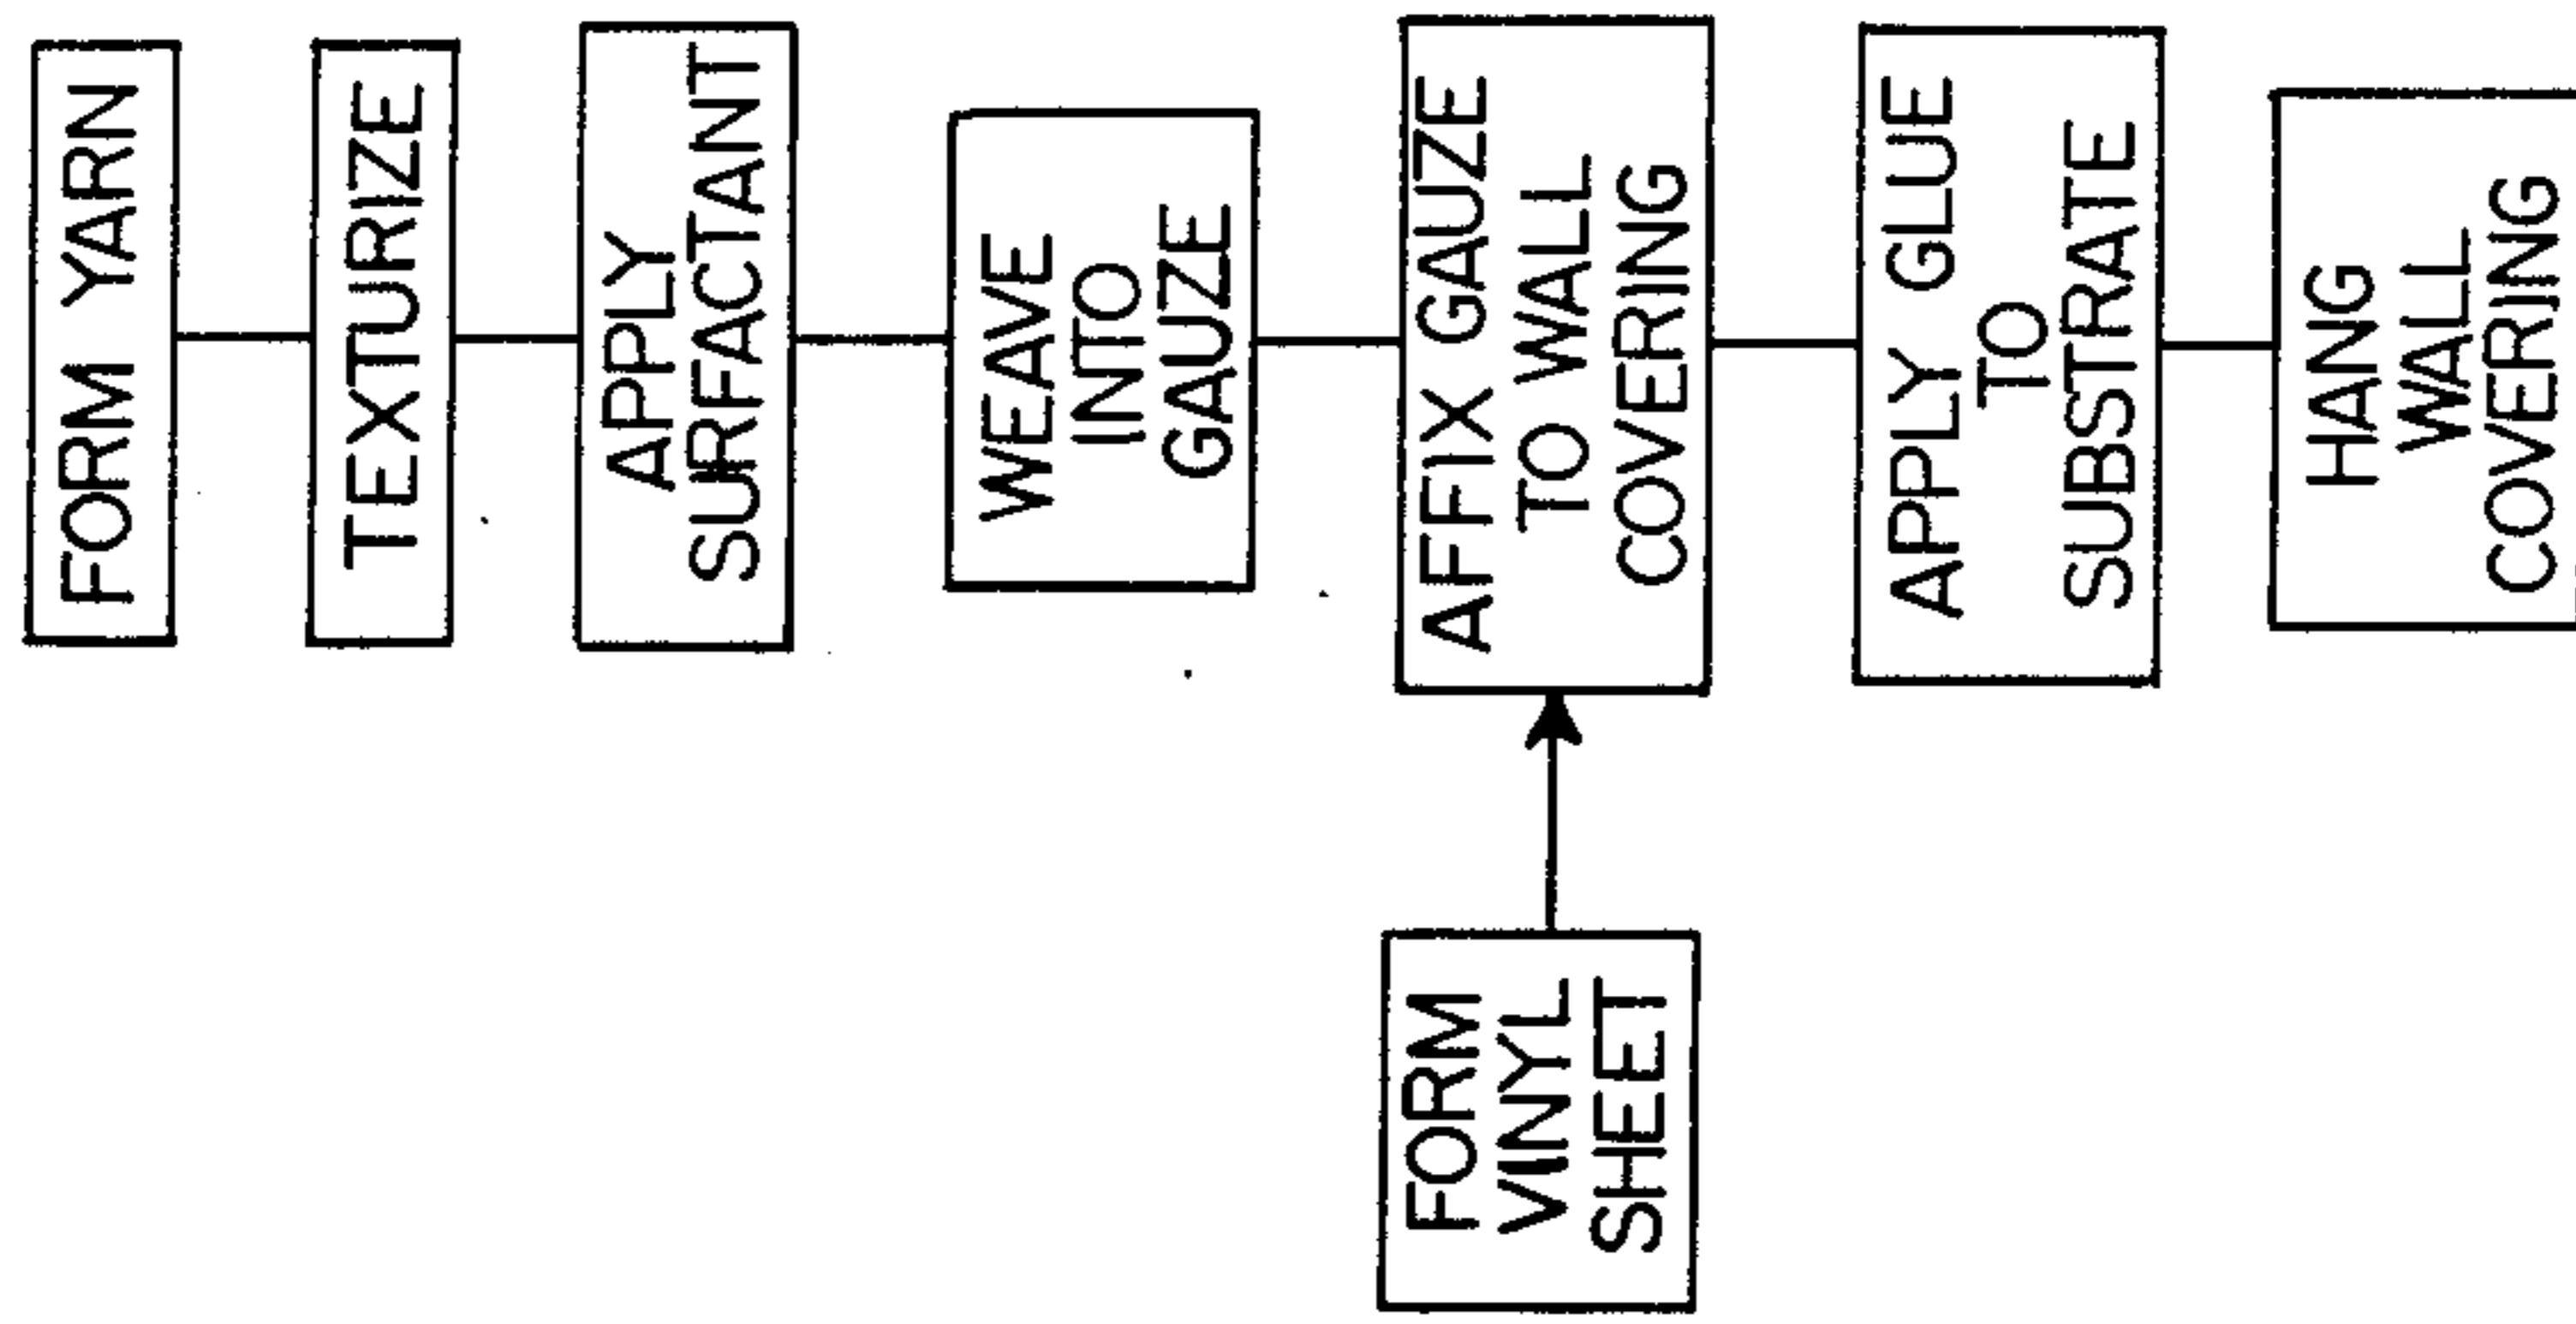 FORM YARN
TEXTURIZE
APPLY
SURFACTANT
WEAVE
INTO
GAUZE
FORM
VINYL
SHEET
AFFIX GAUZE
TO WALL
COVERING
APPLY GLUE
TO
SUBSTRATE
HANG
WALL
COVERING